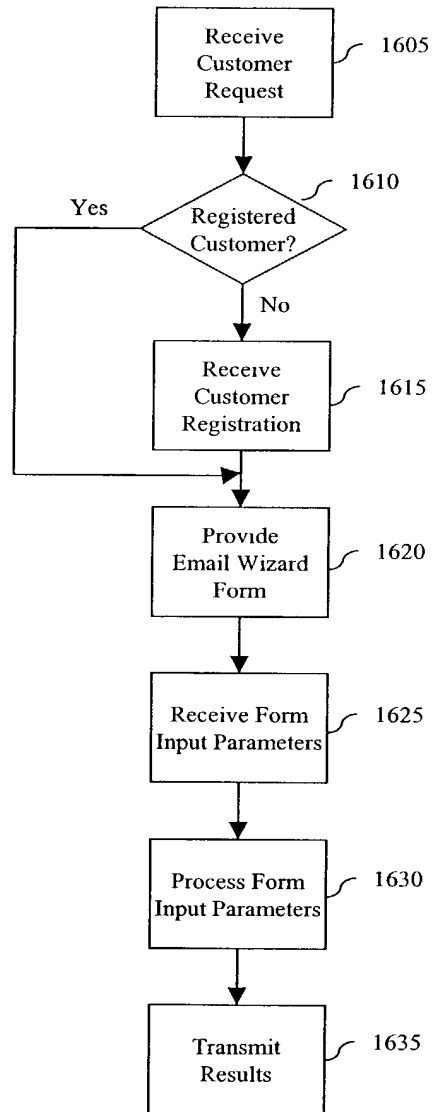 Receive
Customer
Request
1605
1610
Yes
Registered
Customer?
No
Receive
Customer
Registration
1615
Provide
Email Wizard
Form
1620
Receive Form
Input Parameters
1625
Process Form
Input Parameters
1630
Transmit
Results
1635